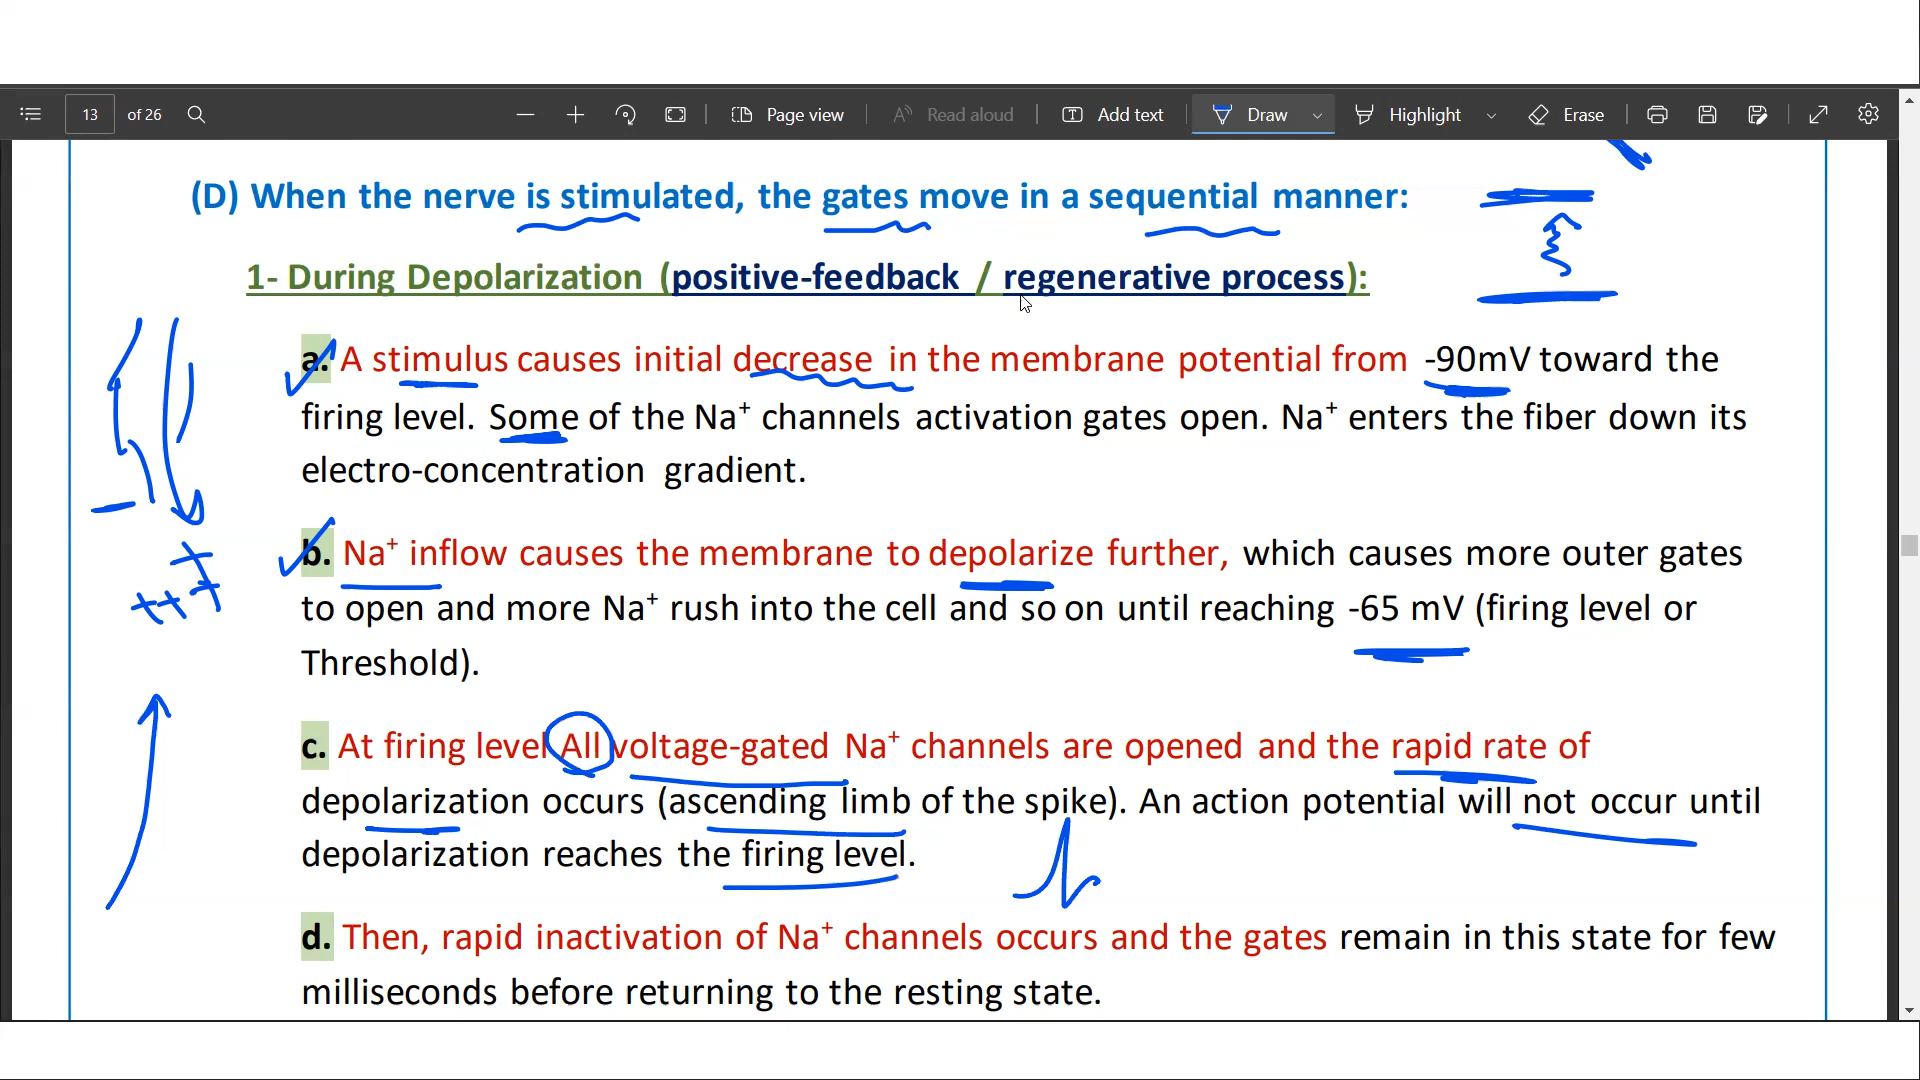 13 of 26 Page view Read aloud Add text Draw Highlight Erase
(D) When the nerve is stimulated, the gates move in a sequential manner:
1- During Depolarization (positive-feedback / regenerative process):
a. A stimulus causes initial decrease in the membrane potential from -90mV toward the
firing level. Some of the Na⁺ channels activation gates open. Na⁺ enters the fiber down its
electro-concentration gradient.
b. Na⁺ inflow causes the membrane to depolarize further, which causes more outer gates
to open and more Na⁺ rush into the cell and so on until reaching -65 mV (firing level or
Threshold).
c. At firing level All voltage-gated Na⁺ channels are opened and the rapid rate of
depolarization occurs (ascending limb of the spike). An action potential will not occur until
depolarization reaches the firing level.
d. Then, rapid inactivation of Na⁺ channels occurs and the gates remain in this state for few
milliseconds before returning to the resting state.